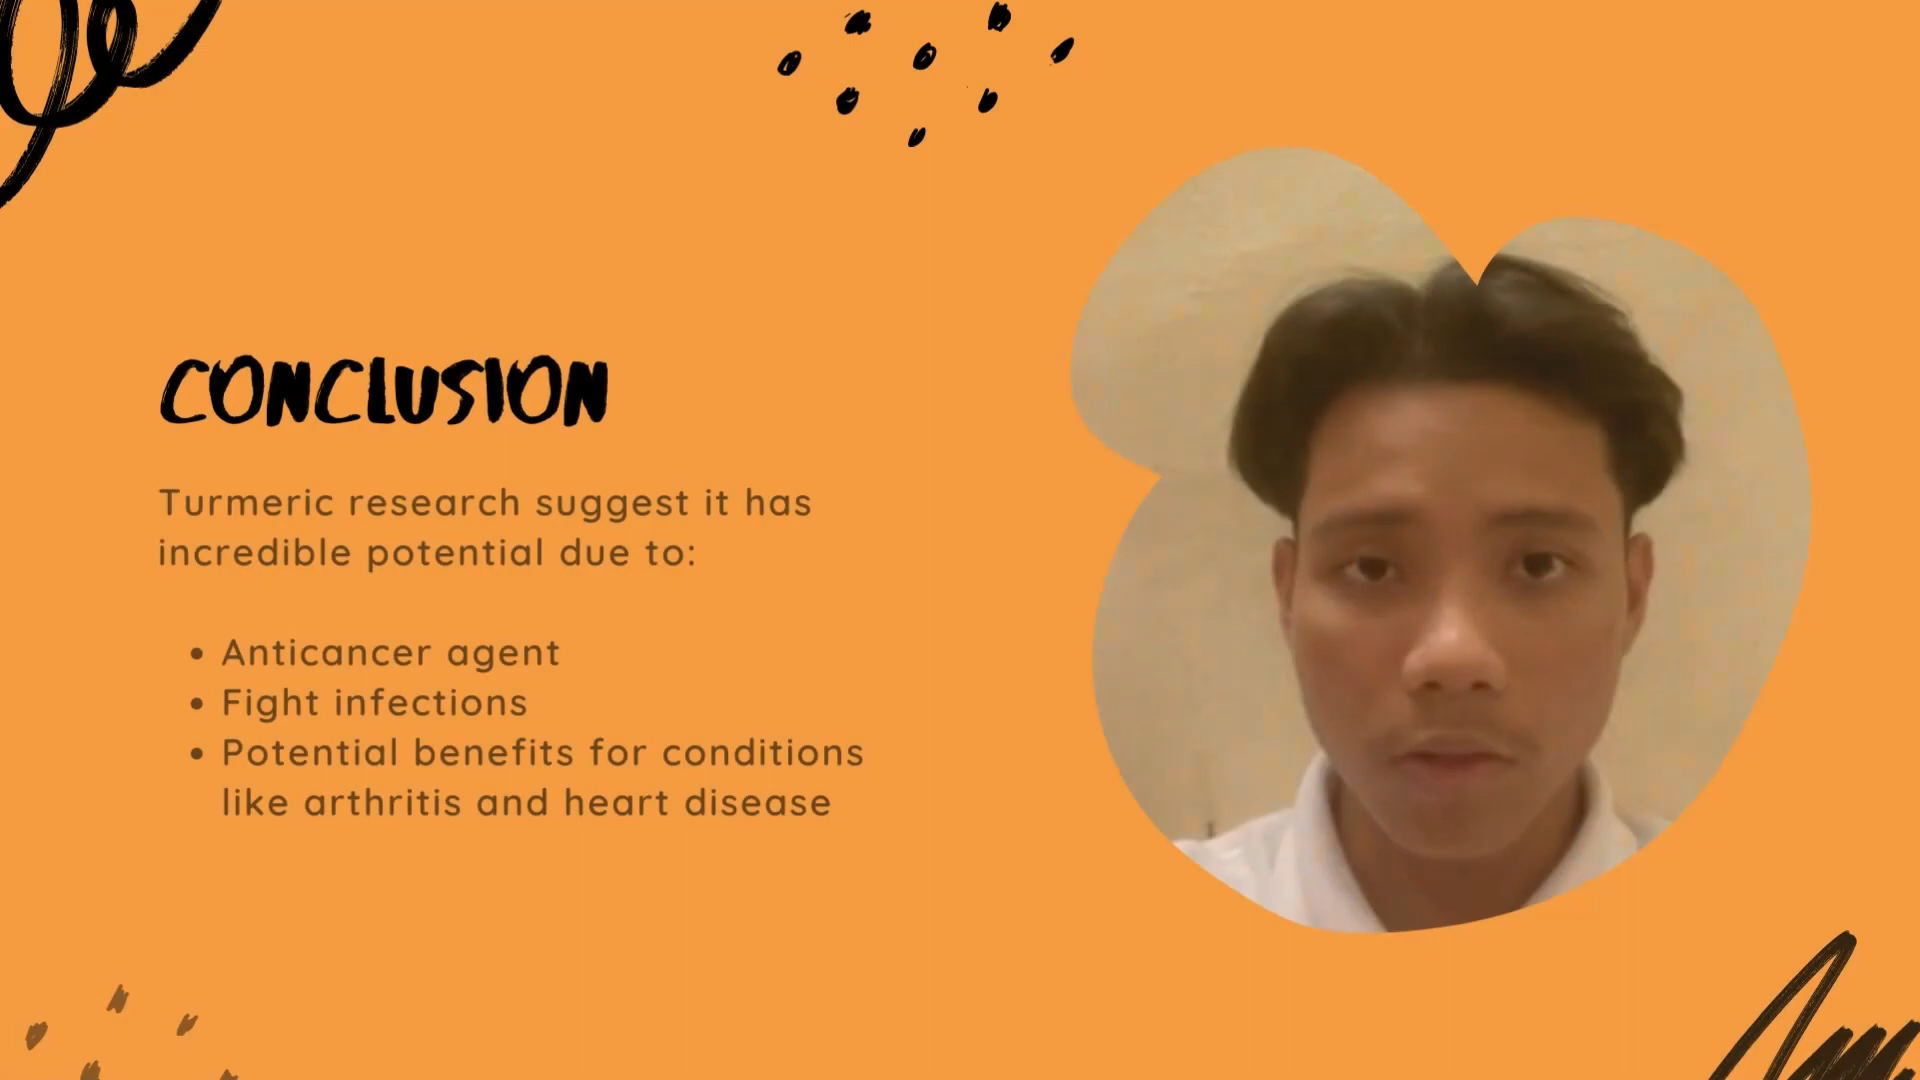 CONCLUSION
Turmeric research suggest it has
incredible potential due to:
• Anticancer agent
• Fight infections
• Potential benefits for conditions
like arthritis and heart disease